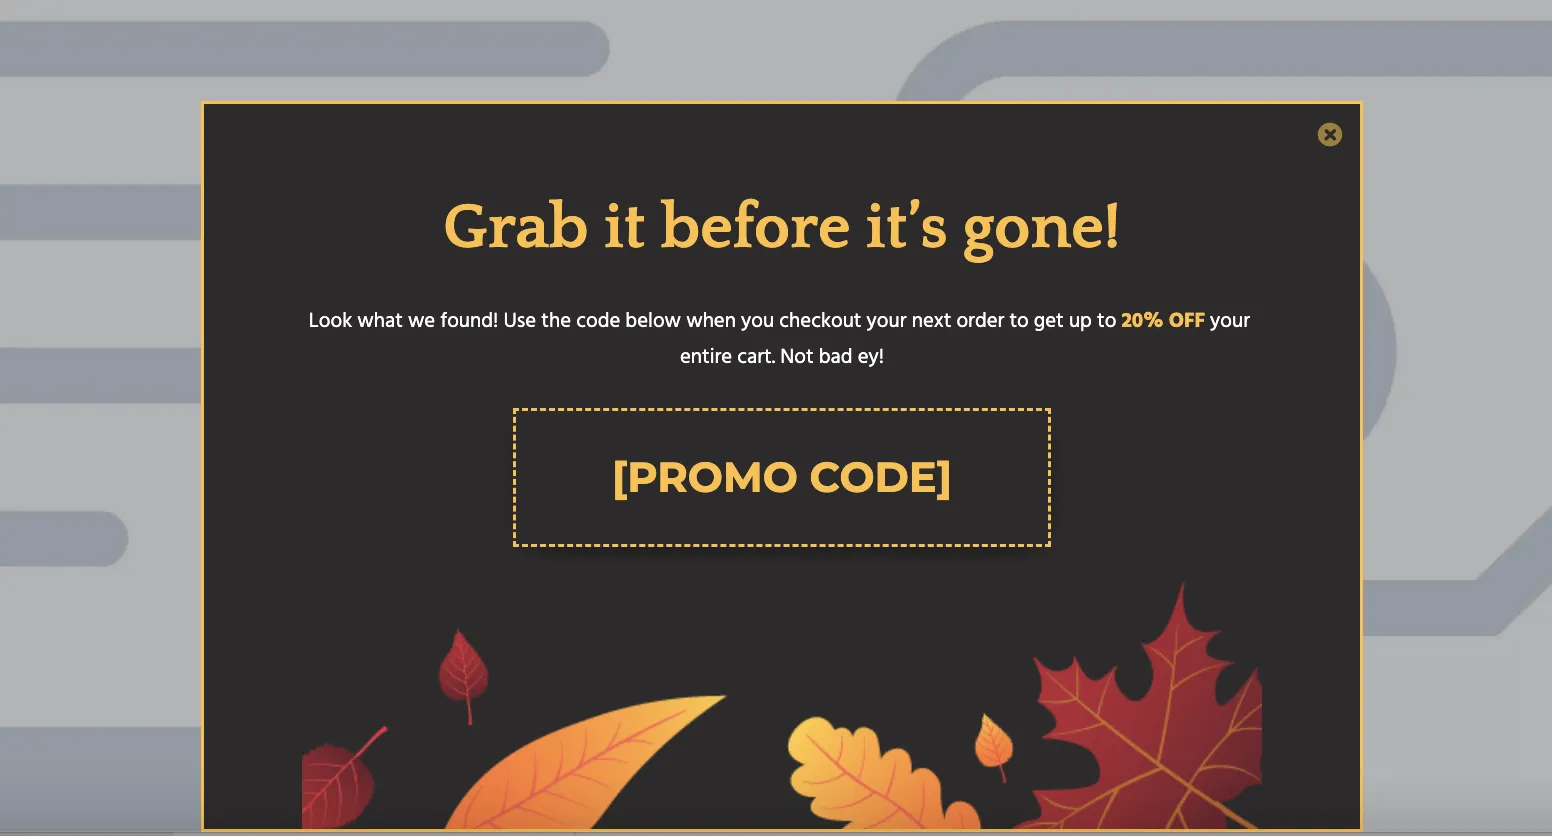 Grab it before it’s gone!
Look what we found! Use the code below when you checkout your next order to get up to 20% OFF your
entire cart. Not bad ey!
[PROMO CODE]